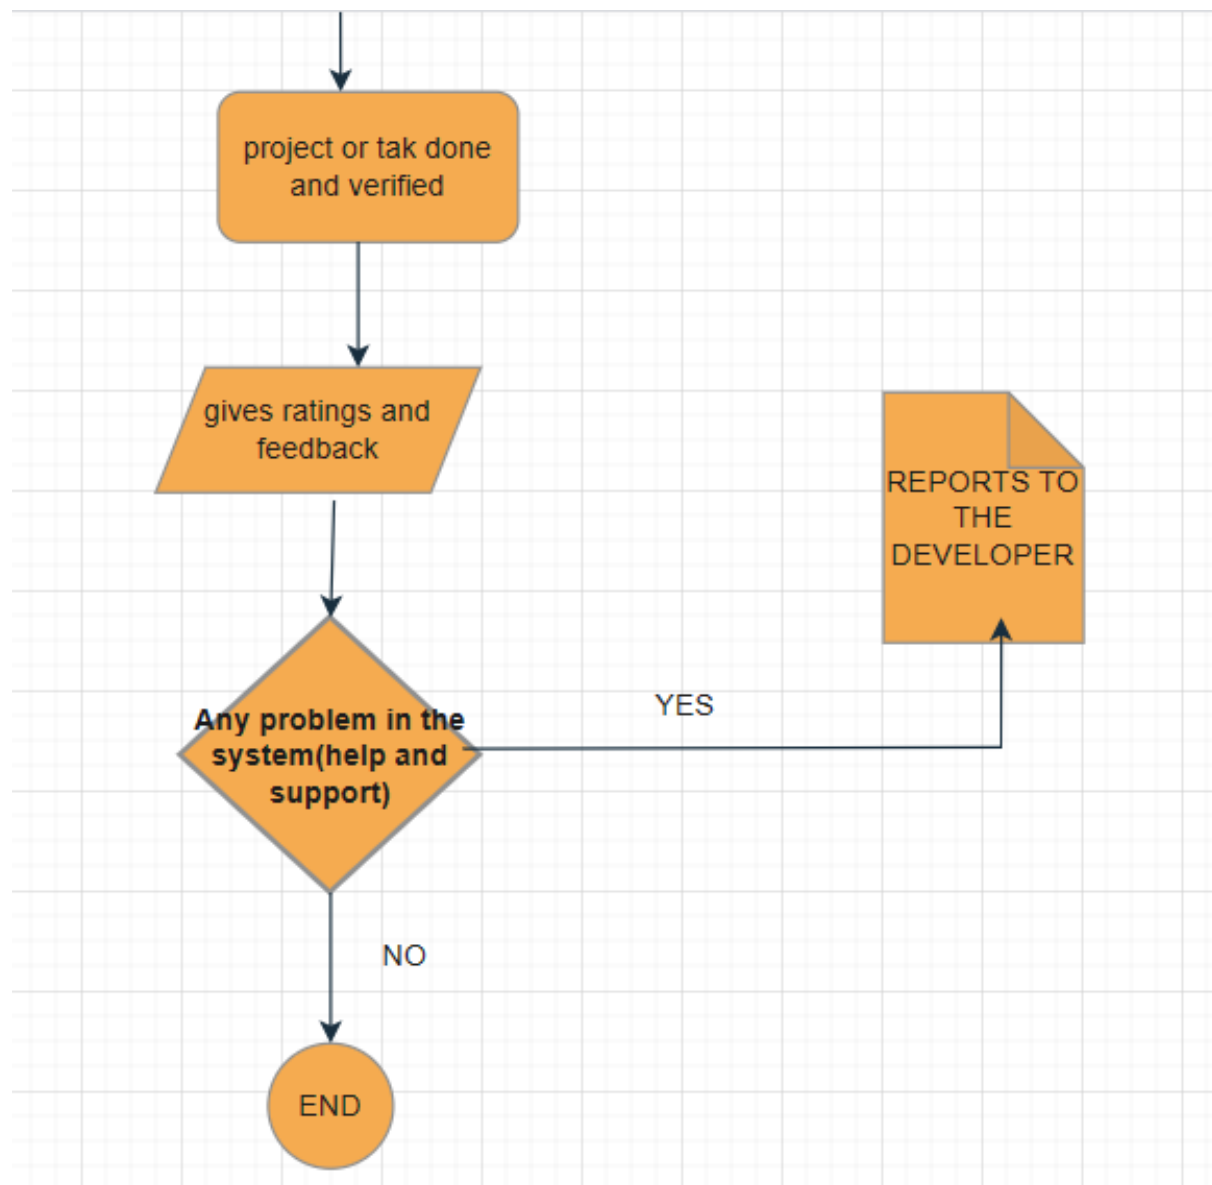 project or tak done
and verified
gives ratings and
feedback
REPORTS TO
THE
DEVELOPER
YES
Any problem in the
system(help and
support)
NO
END